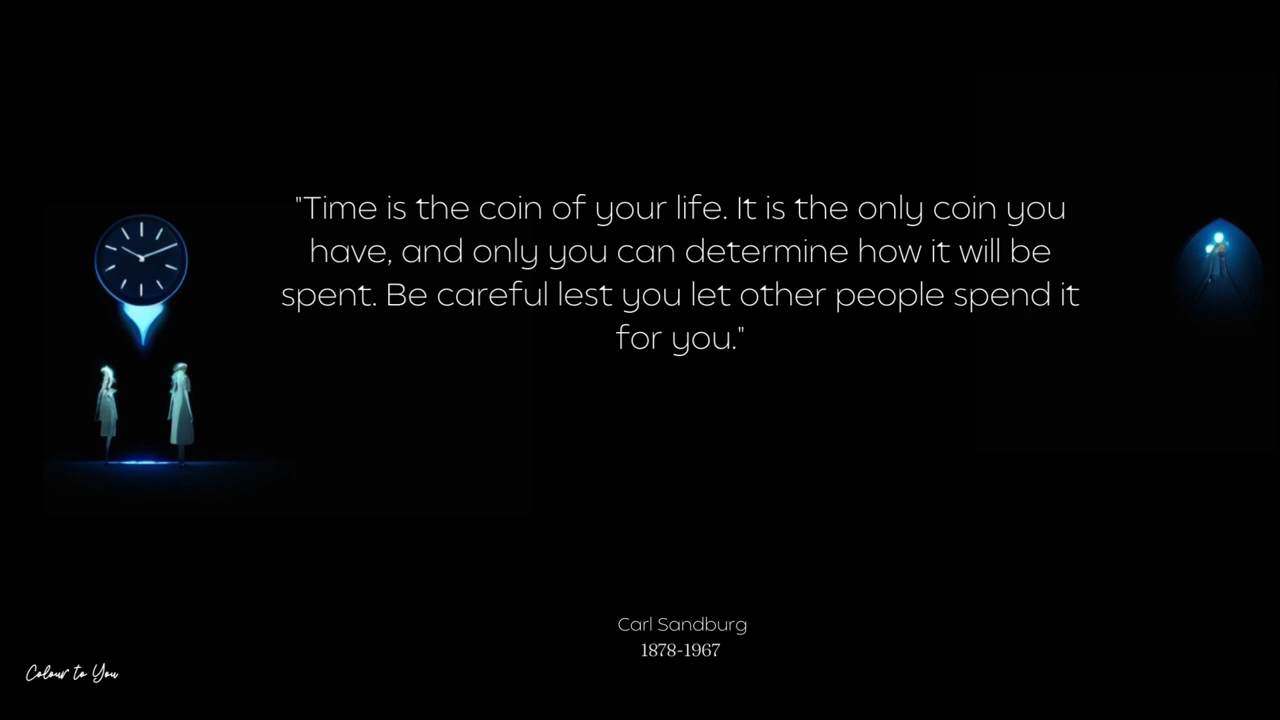 "Time is the coin of your life. It is the only coin you
have, and only you can determine how it will be
spent. Be careful lest you let other people spend it
for you."
Carl Sandburg
1878-1967
Colour to You